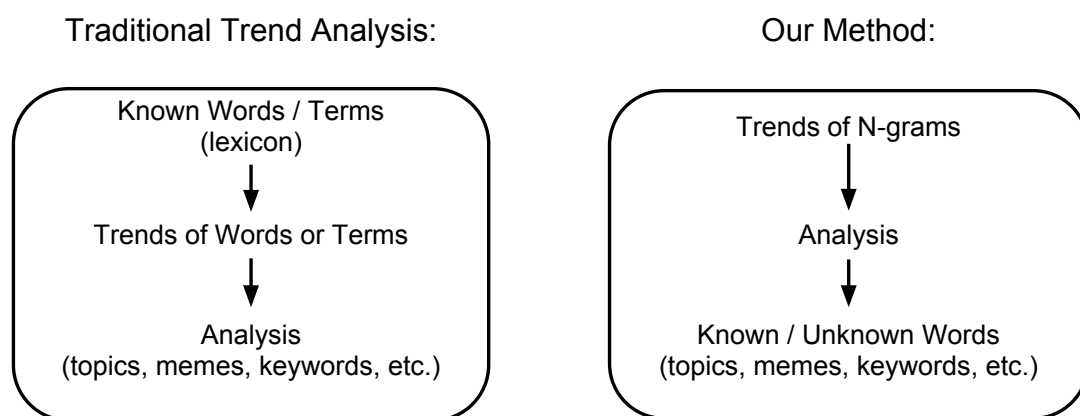 Traditional Trend Analysis:
Known Words / Terms
(lexicon)
Trends of Words or Terms
Analysis
(topics, memes, keywords, etc.)
Our Method:
Trends of N-grams
Analysis
Known / Unknown Words
(topics, memes, keywords, etc.)